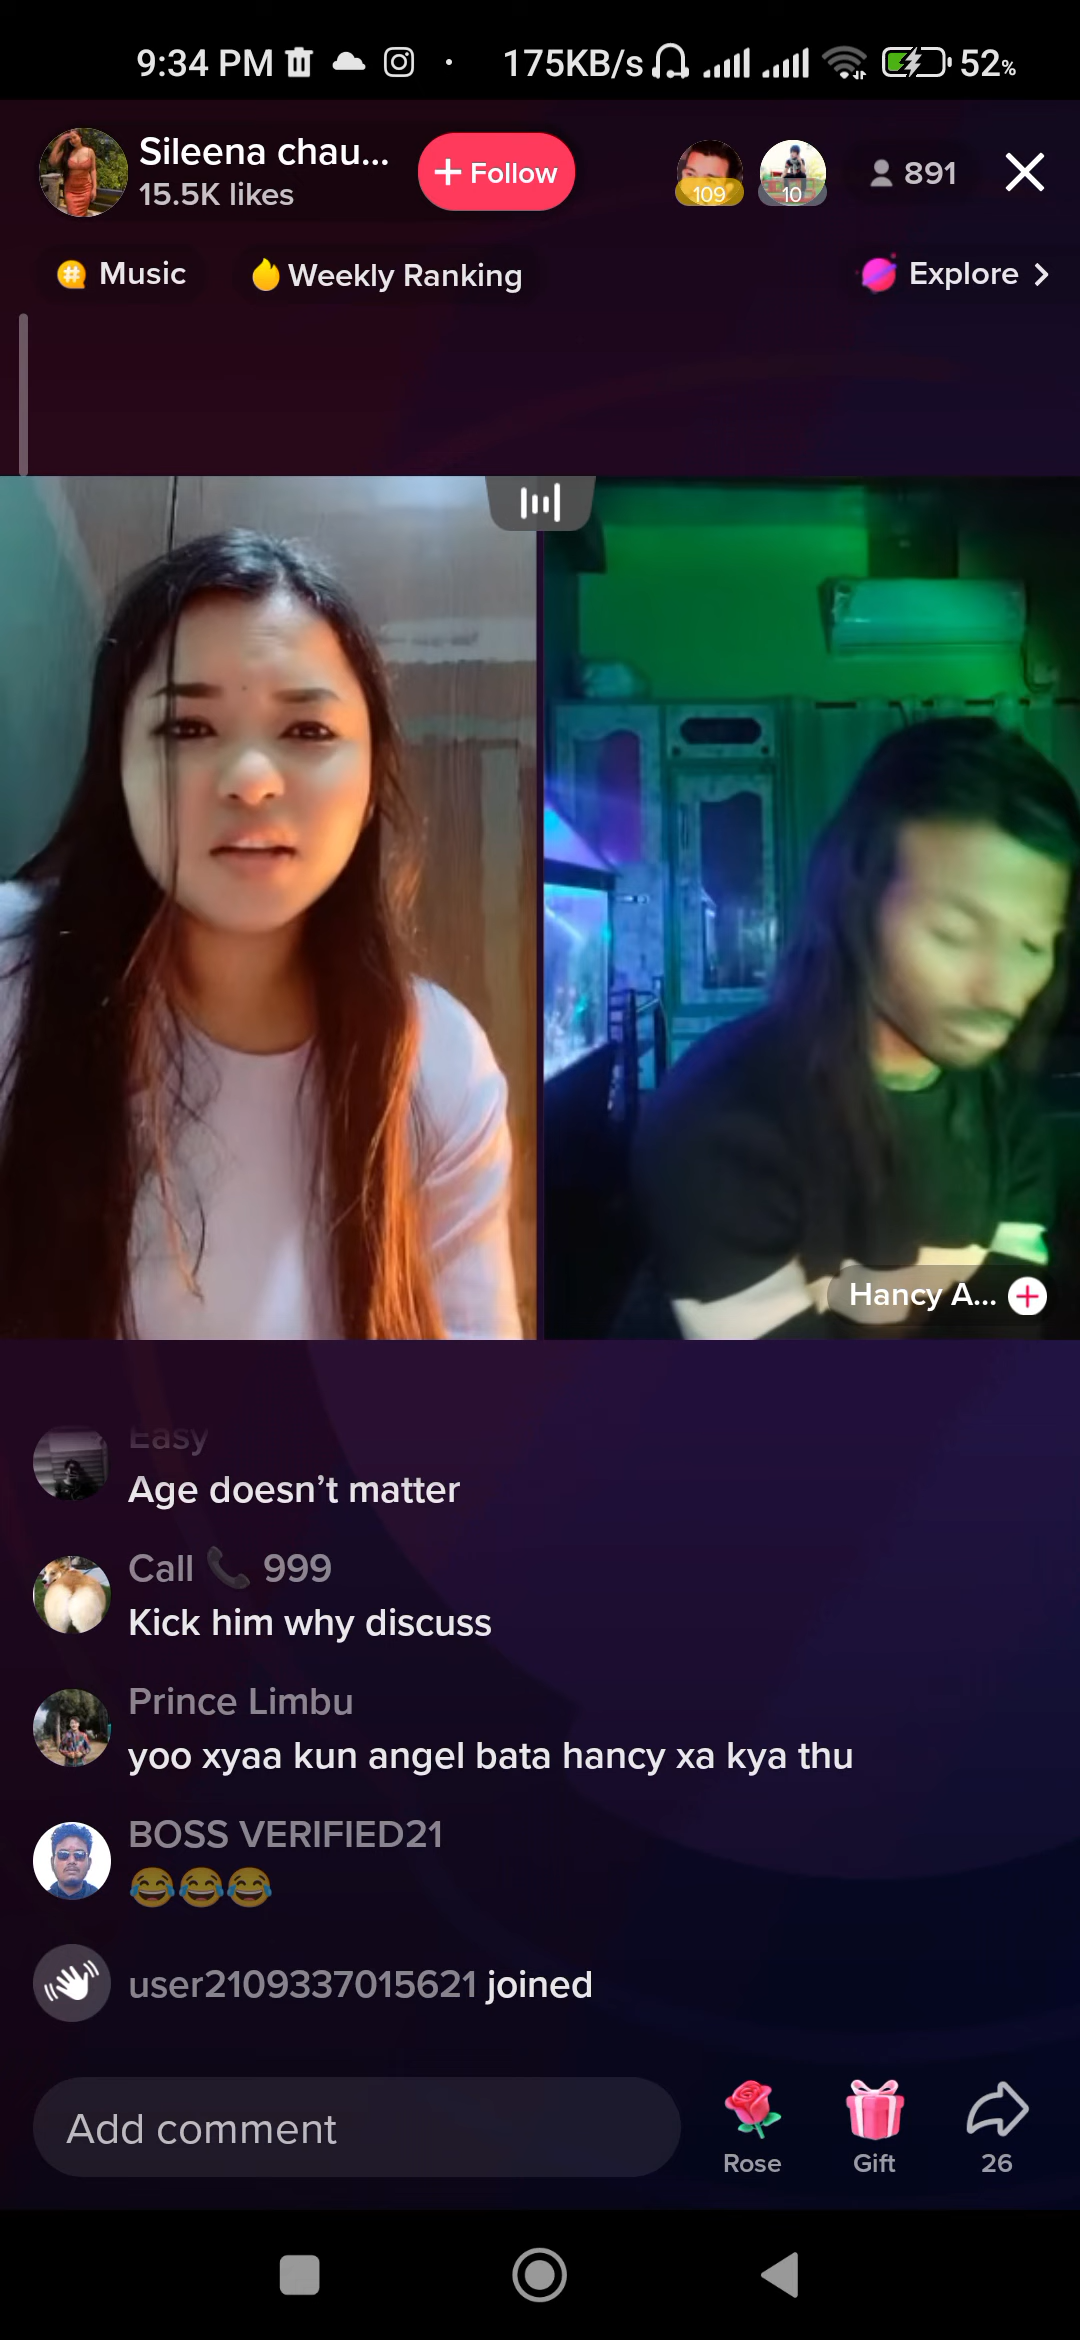 9:34 PM 175KB/s 52%
Sileena chau...
15.5K likes
+ Follow
109
10
891
Music
Weekly Ranking
Explore >
Hancy A...
Easy
Age doesn’t matter
Call 📞 999
Kick him why discuss
Prince Limbu
yoo xyaa kun angel bata hancy xa kya thu
BOSS VERIFIED21
😂😂😂
user2109337015621 joined
Add comment
Rose
Gift
26